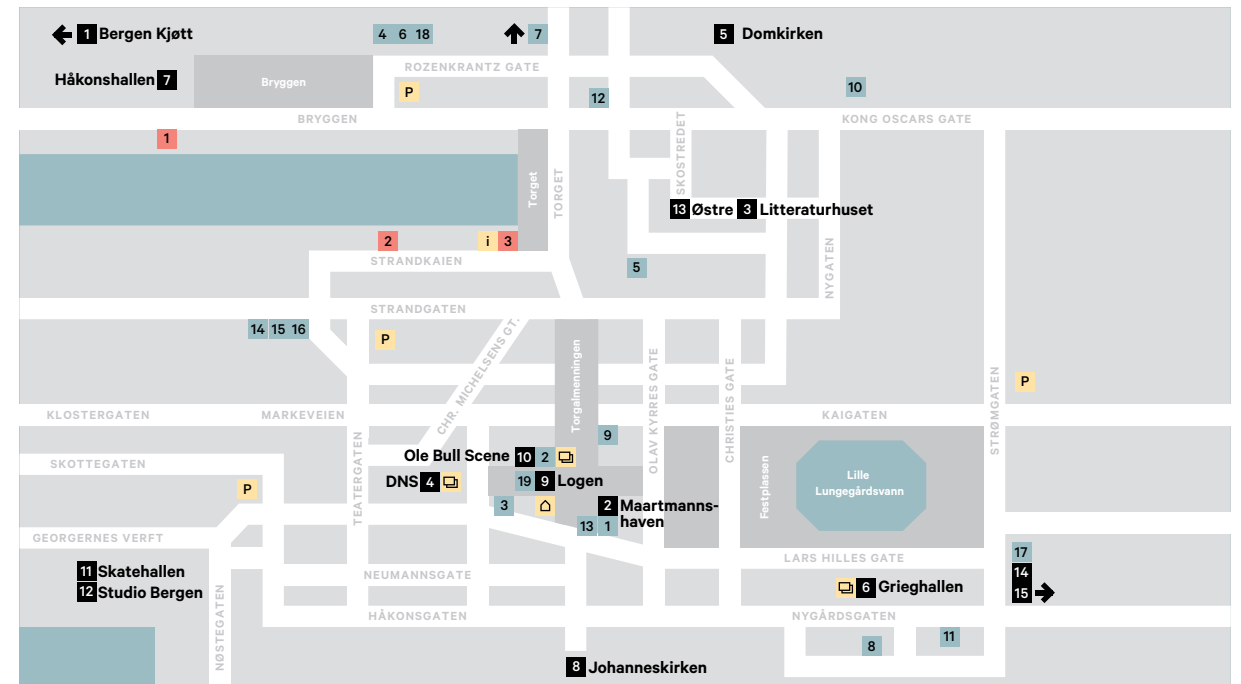 1 Bergen Kjøtt
4 6 18
7
5 Domkirken
Håkonshallen 7
Bryggen
ROZENKRANTZ GATE
P
12
10
BRYGGEN
KONG OSCARS GATE
1
SKOSTREDET
Torget
TORGET
13 Østre 3 Litteraturhuset
2
i 3
STRANDKAIEN
5
NYGATEN
STRANDGATEN
14 15 16
P
CHR. MICHELSENS GT.
Torgalmenningen
OLAV KYRRES GATE
CHRISTIES GATE
STRØMGATEN
P
KLOSTERGATEN
MARKEVEIEN
KAIGATEN
9
SKOTTEGATEN
TEATERGATEN
Ole Bull Scene 10 2
DNS 4
19 9 Logen
Festplassen
Lille
Lungegårdsvann
P
3
2 Maartmanns-
haven
13 1
GEORGERNES VERFT
LARS HILLES GATE
17
11 Skatehallen
NEUMANNSGATE
14
12 Studio Bergen
6 Grieghallen
15
NØSTEGATEN
HÅKONSGATEN
NYGÅRDSGATEN
8
11
8 Johanneskirken